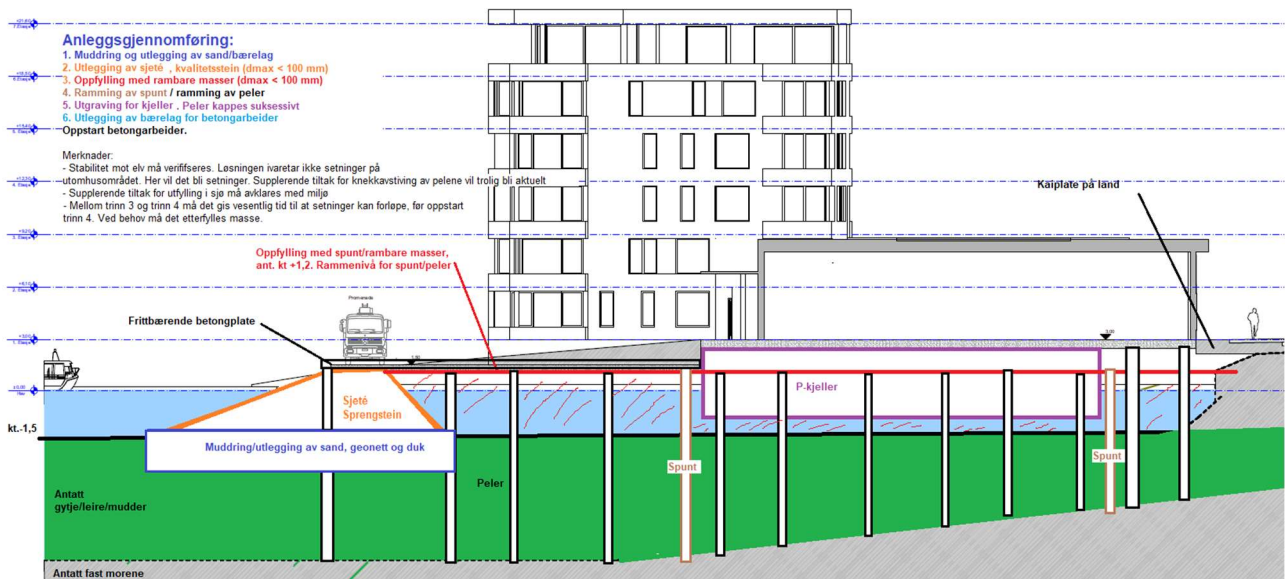 Anleggsgjennomføring:
1. Muddring og utlegging av sand/bærelag
2. Utlegging av sjeté , kvalitetsstein (dmax < 100 mm)
3. Oppfylling med rambare masser (dmax < 100 mm)
4. Ramming av spunt / ramming av peler
5. Utgraving for kjeller . Peler kappes suksessivt
6. Utlegging av bærelag for betongarbeider
Oppstart betongarbeider.
Merknader:
- Stabilitet mot elv må verififseres. Løsningen ivaretar ikke setninger på
utomhusområdet. Her vil det bli setninger. Supplerende tiltak for knekkavstiving av pelene vil trolig bli aktuelt
- Supplerende tiltak for utfylling i sjø må avklares med miljø
- Mellom trinn 3 og trinn 4 må det gis vesentlig tid til at setninger kan forløpe, før oppstart
trinn 4. Ved behov må det etterfylles masse.
Kaiplate på land
Oppfylling med spunt/rambare masser,
ant. kt +1,2. Rammenivå for spunt/peler
Promenade
Frittbærende betongplate
P-kjeller
Sjeté
Sprengstein
kt.-1,5
Muddring/utlegging av sand, geonett og duk
Spunt
Spunt
Peler
Antatt
gytje/leire/mudder
Antatt fast morene